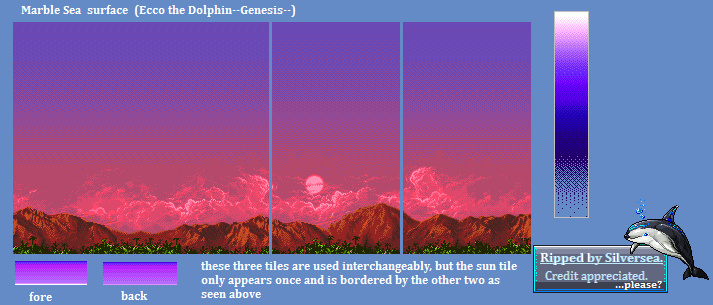 Marble Sea surface (Ecco the Dolphin--Genesis--)
these three tiles are used interchangeably, but the sun tile
only appears once and is bordered by the other two as
seen above
fore
back
Ripped by Silversea.
Credit appreciated.
...please?